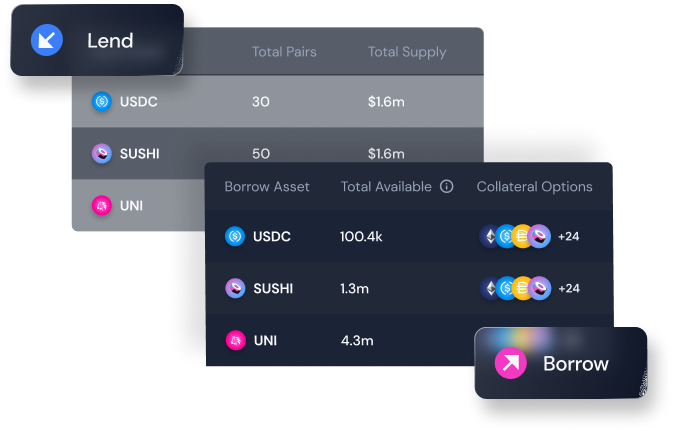 Lend
Total Pairs Total Supply
USDC 30 $1.6m
SUSHI 50 $1.6m
UNI
Borrow Asset Total Available Collateral Options
USDC 100.4k +24
SUSHI 1.3m +24
UNI 4.3m
Borrow